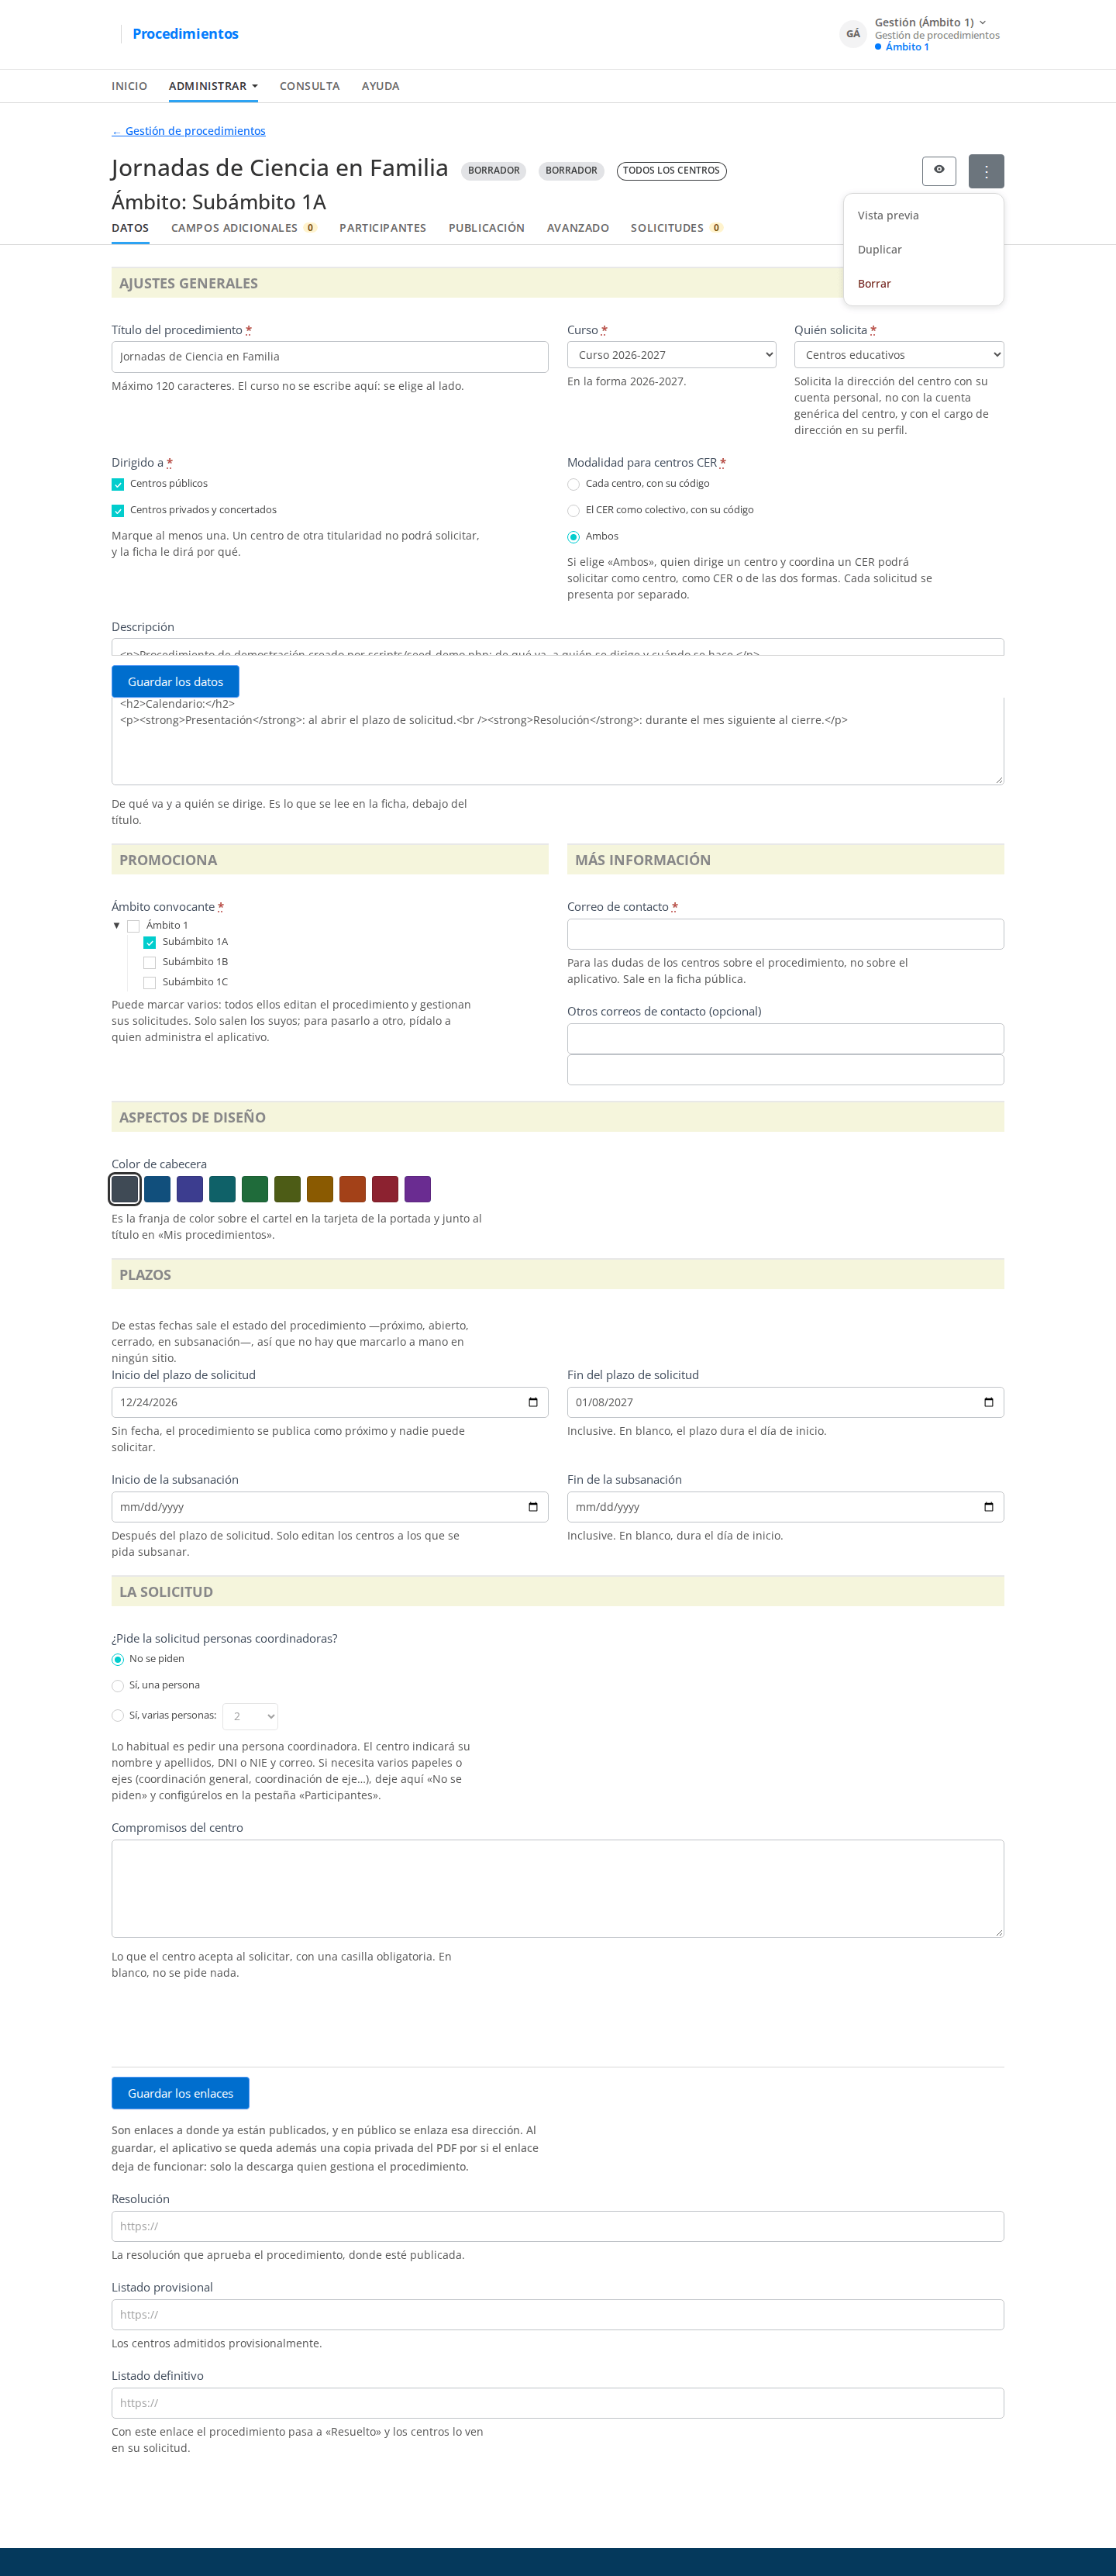 Procedimientos
GÁ
Gestión (Ámbito 1)
Gestión de procedimientos
Ámbito 1
INICIO
ADMINISTRAR
CONSULTA
AYUDA
← Gestión de procedimientos
Jornadas de Ciencia en Familia
BORRADOR
BORRADOR
TODOS LOS CENTROS
Ámbito: Subámbito 1A
Vista previa
Duplicar
Borrar
DATOS
CAMPOS ADICIONALES 0
PARTICIPANTES
PUBLICACIÓN
AVANZADO
SOLICITUDES 0
AJUSTES GENERALES
Título del procedimiento *
Jornadas de Ciencia en Familia
Máximo 120 caracteres. El curso no se escribe aquí: se elige al lado.
Curso *
Curso 2026-2027
En la forma 2026-2027.
Quién solicita *
Centros educativos
Solicita la dirección del centro con su
cuenta personal, no con la cuenta
genérica del centro, y con el cargo de
dirección en su perfil.
Dirigido a *
Centros públicos
Centros privados y concertados
Marque al menos una. Un centro de otra titularidad no podrá solicitar,
y la ficha le dirá por qué.
Modalidad para centros CER *
Cada centro, con su código
El CER como colectivo, con su código
Ambos
Si elige «Ambos», quien dirige un centro y coordina un CER podrá
solicitar como centro, como CER o de las dos formas. Cada solicitud se
presenta por separado.
Descripción
<p>Procedimiento de demostración creado por scripts/seed-demo.php: de qué va, a quién se dirige y cuándo se hace.</p>
Guardar los datos
<h2>Calendario:</h2>
<p><strong>Presentación</strong>: al abrir el plazo de solicitud.<br /><strong>Resolución</strong>: durante el mes siguiente al cierre.</p>
De qué va y a quién se dirige. Es lo que se lee en la ficha, debajo del
título.
PROMOCIONA
Ámbito convocante *
▼ Ámbito 1
Subámbito 1A
Subámbito 1B
Subámbito 1C
Puede marcar varios: todos ellos editan el procedimiento y gestionan
sus solicitudes. Solo salen los suyos; para pasarlo a otro, pídalo a
quien administra el aplicativo.
MÁS INFORMACIÓN
Correo de contacto *
Para las dudas de los centros sobre el procedimiento, no sobre el
aplicativo. Sale en la ficha pública.
Otros correos de contacto (opcional)
ASPECTOS DE DISEÑO
Color de cabecera
Es la franja de color sobre el cartel en la tarjeta de la portada y junto al
título en «Mis procedimientos».
PLAZOS
De estas fechas sale el estado del procedimiento —próximo, abierto,
cerrado, en subsanación—, así que no hay que marcarlo a mano en
ningún sitio.
Inicio del plazo de solicitud
12/24/2026
Sin fecha, el procedimiento se publica como próximo y nadie puede
solicitar.
Fin del plazo de solicitud
01/08/2027
Inclusive. En blanco, el plazo dura el día de inicio.
Inicio de la subsanación
mm/dd/yyyy
Después del plazo de solicitud. Solo editan los centros a los que se
pida subsanar.
Fin de la subsanación
mm/dd/yyyy
Inclusive. En blanco, dura el día de inicio.
LA SOLICITUD
¿Pide la solicitud personas coordinadoras?
No se piden
Sí, una persona
Sí, varias personas: 2
Lo habitual es pedir una persona coordinadora. El centro indicará su
nombre y apellidos, DNI o NIE y correo. Si necesita varios papeles o
ejes (coordinación general, coordinación de eje…), deje aquí «No se
piden» y configúrelos en la pestaña «Participantes».
Compromisos del centro
Lo que el centro acepta al solicitar, con una casilla obligatoria. En
blanco, no se pide nada.
Guardar los enlaces
Son enlaces a donde ya están publicados, y en público se enlaza esa dirección. Al
guardar, el aplicativo se queda además una copia privada del PDF por si el enlace
deja de funcionar: solo la descarga quien gestiona el procedimiento.
Resolución
https://
La resolución que aprueba el procedimiento, donde esté publicada.
Listado provisional
https://
Los centros admitidos provisionalmente.
Listado definitivo
https://
Con este enlace el procedimiento pasa a «Resuelto» y los centros lo ven
en su solicitud.